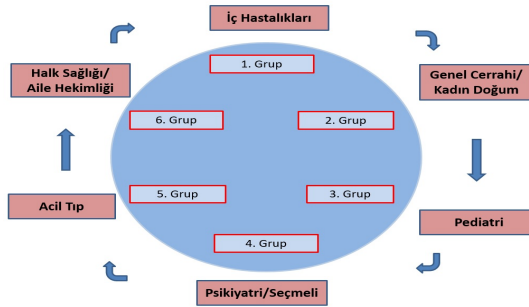 İç Hastalıkları
1. Grup
Halk Sağlığı/
Aile Hekimliği
Genel Cerrahi/
Kadın Doğum
6. Grup
2. Grup
5. Grup
3. Grup
Acil Tıp
Pediatri
4. Grup
Psikiyatri/Seçmeli